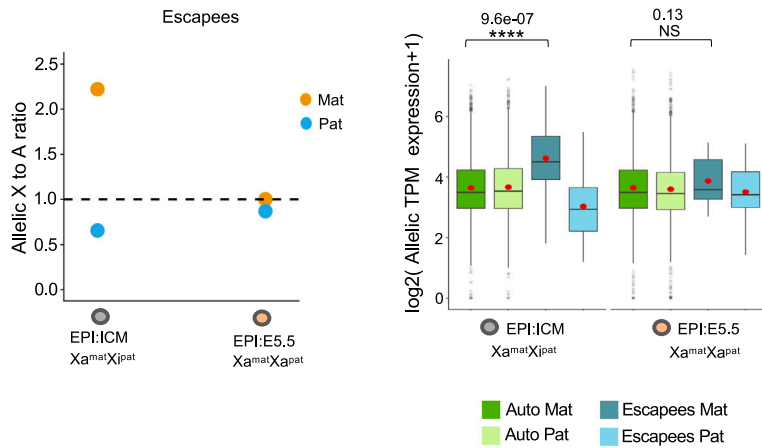 Escapees
Allelic X to A ratio
2.5
2.0
1.5
1.0
0.5
0.0
Mat
Pat
EPI:ICM
XaᵐᵃᵗXiᵖᵃᵗ
EPI:E5.5
XaᵐᵃᵗXaᵖᵃᵗ
9.6e-07
****
0.13
NS
log2( Allelic TPM expression+1)
6
4
2
0
EPI:ICM
XaᵐᵃᵗXiᵖᵃᵗ
EPI:E5.5
XaᵐᵃᵗXaᵖᵃᵗ
Auto Mat
Auto Pat
Escapees Mat
Escapees Pat